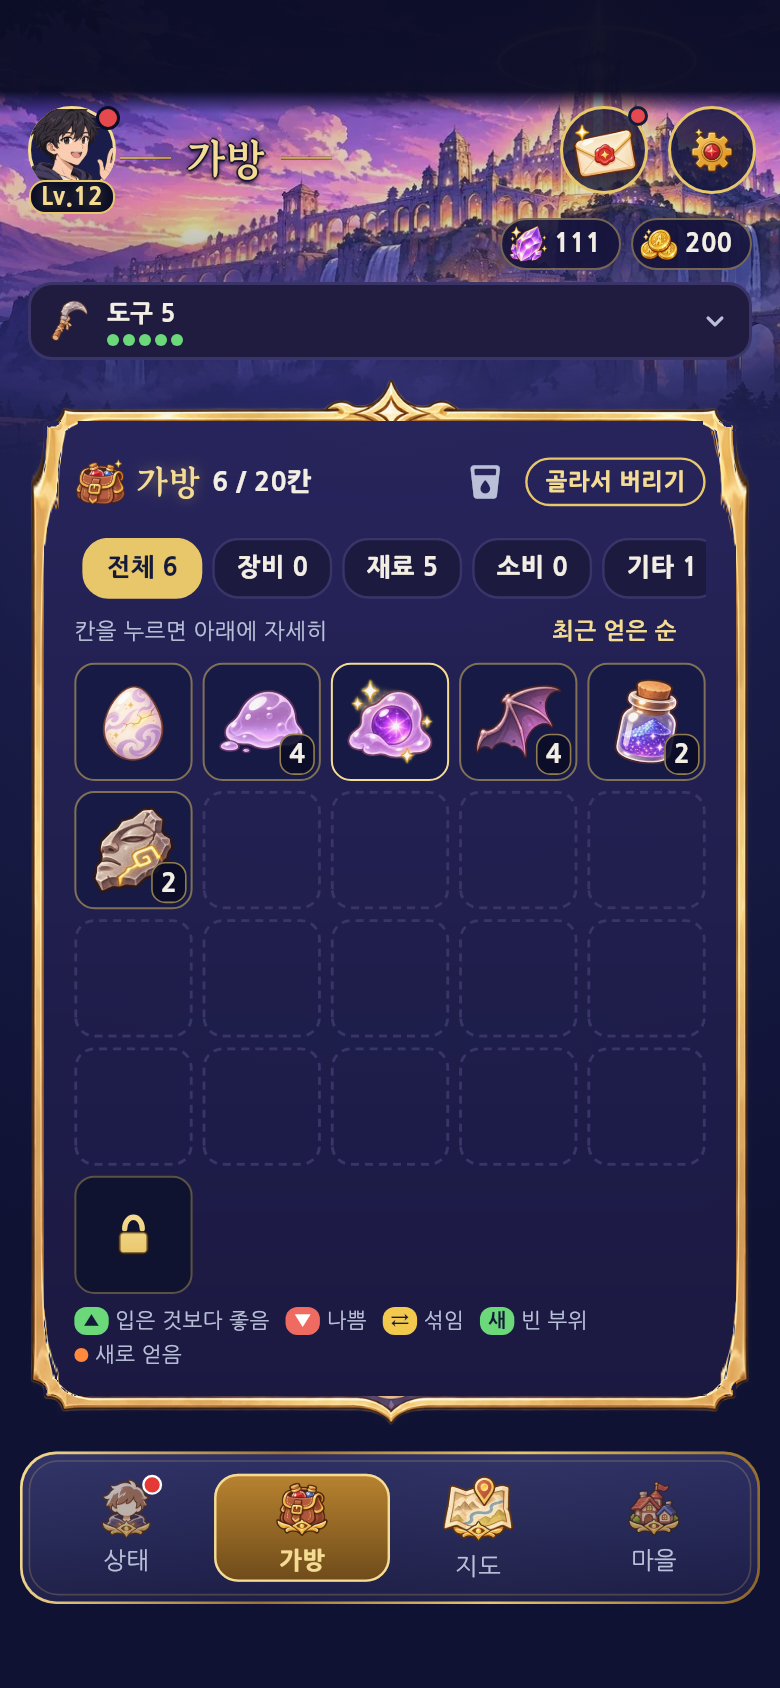 가방
Lv.12
111
200
도구 5
가방 6 / 20칸
골라서 버리기
전체 6
장비 0
재료 5
소비 0
기타 1
칸을 누르면 아래에 자세히
최근 얻은 순
4
4
2
2
입은 것보다 좋음
나쁨
섞임
새 빈 부위
새로 얻음
상태
가방
지도
마을